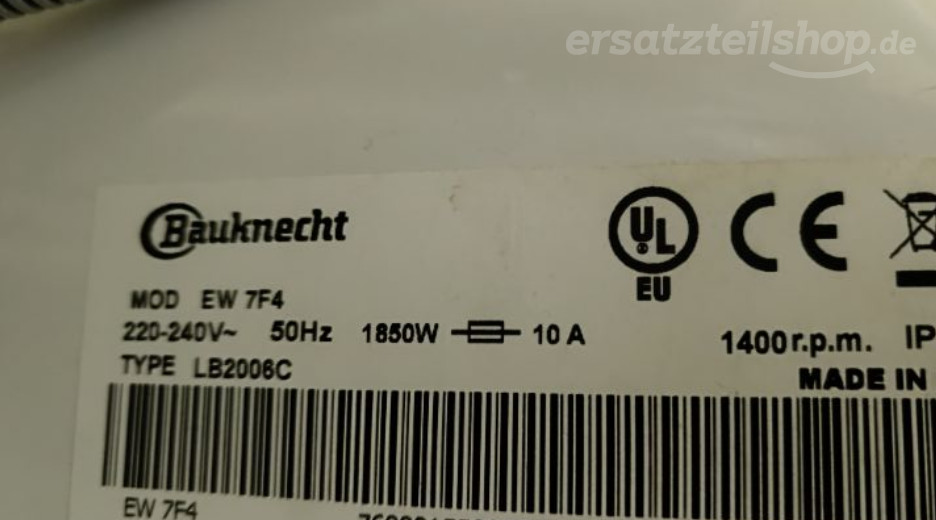 ersatzteilshop.de
Bauknecht
UL
EU
CE
MOD EW 7F4
220-240V~ 50Hz 1850W 10 A
1400 r.p.m. IP
TYPE LB2006C
MADE IN
EW 7F4